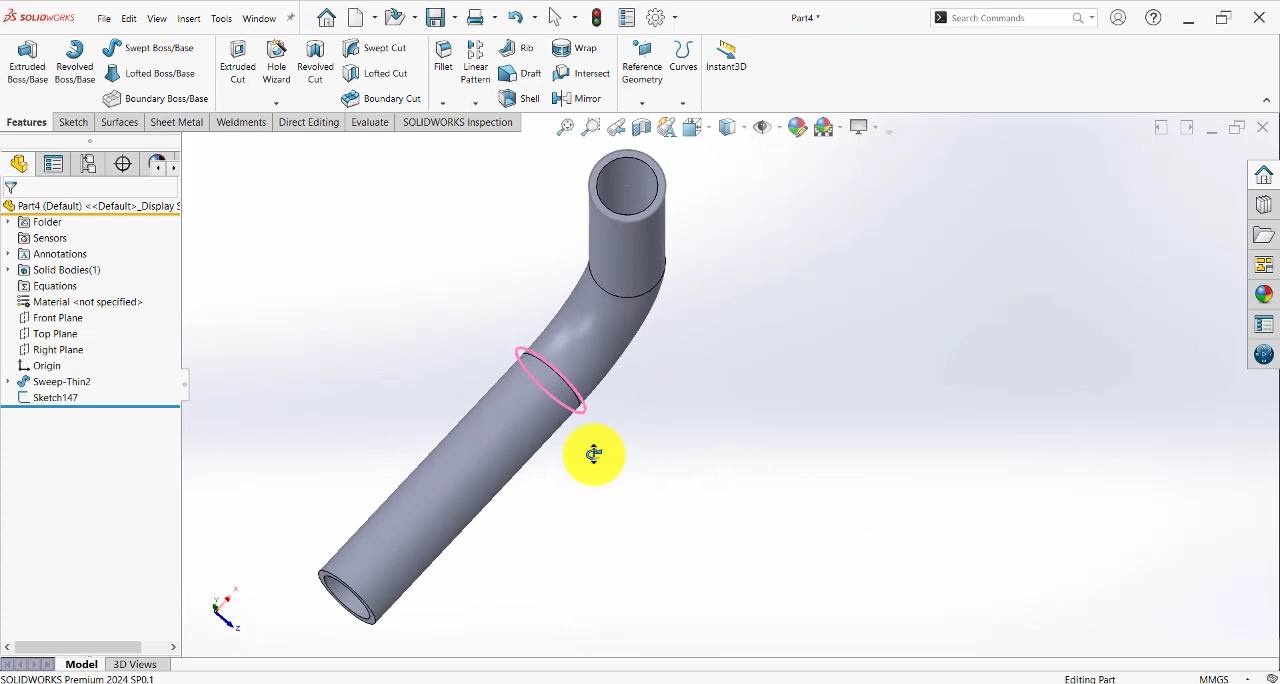 SOLIDWORKS File Edit View Insert Tools Window Part4 * Search Commands
Extruded Boss/Base
Revolved Boss/Base
Swept Boss/Base
Lofted Boss/Base
Boundary Boss/Base
Extruded Cut
Hole Wizard
Revolved Cut
Swept Cut
Lofted Cut
Boundary Cut
Fillet
Linear Pattern
Rib
Draft
Shell
Wrap
Intersect
Mirror
Reference Geometry
Curves
Instant3D
Features Sketch Surfaces Sheet Metal Weldments Direct Editing Evaluate SOLIDWORKS Inspection
Part4 (Default) <<Default>_Display S
Folder
Sensors
Annotations
Solid Bodies(1)
Equations
Material <not specified>
Front Plane
Top Plane
Right Plane
Origin
Sweep-Thin2
Sketch147
Y X
Z
Model 3D Views
SOLIDWORKS Premium 2024 SP0.1 Editing Part MMGS